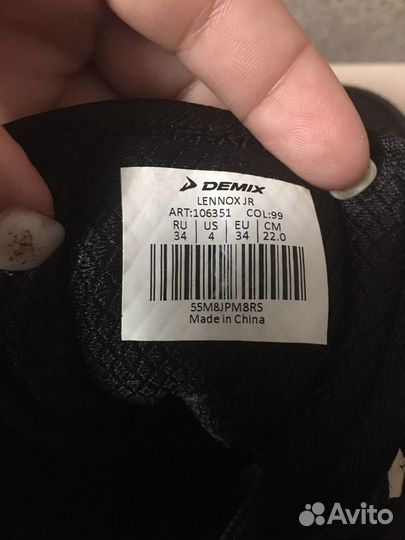 DEMIX
LENNOX JR
ART:106351 COL:99
RU US EU CM
34 4 34 22.0
55M8JPM8RS
Made in China
Avito